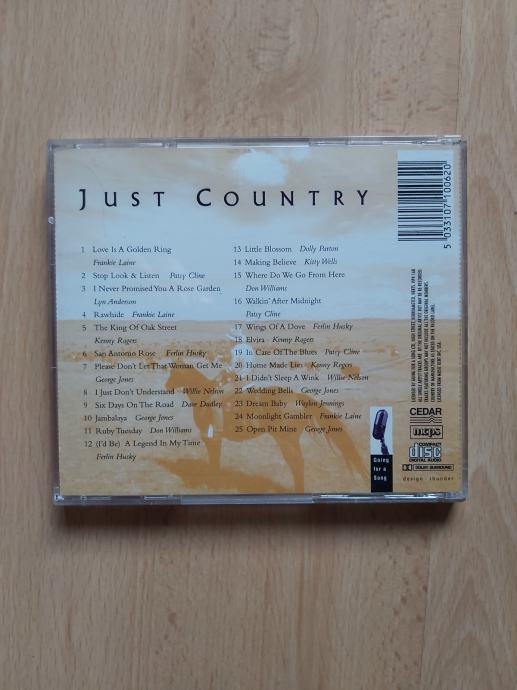 JUST COUNTRY
1 Love Is A Golden Ring
Frankie Laine
2 Stop Look & Listen Patsy Cline
3 I Never Promised You A Rose Garden
Lyn Anderson
4 Rawhide Frankie Laine
5 The King Of Oak Street
Kenny Rogers
6 San Antonio Rose Ferlin Husky
7 Please Don't Let That Woman Get Me
George Jones
8 I Just Don't Understand Willie Nelson
9 Six Days On The Road Dave Dudley
10 Jambalaya George Jones
11 Ruby Tuesday Don Williams
12 (I'd Be) A Legend In My Time
Ferlin Husky
13 Little Blossom Dolly Parton
14 Making Believe Kitty Wells
15 Where Do We Go From Here
Don Williams
16 Walkin' After Midnight
Patsy Cline
17 Wings Of A Dove Ferlin Husky
18 Elvira Kenny Rogers
19 In Care Of The Blues Patsy Cline
20 Home Made Lies Kenny Rogers
21 I Didn't Sleep A Wink Willie Nelson
22 Wedding Bells George Jones
23 Dream Baby Waylon Jennings
24 Moonlight Gambler Frankie Laine
25 Open Pit Mine George Jones
5 033107 100620
CEDAR
mcps
COMPACT
disc
DIGITAL AUDIO
DOLBY SURROUND
design thunder
Going
for a
Song